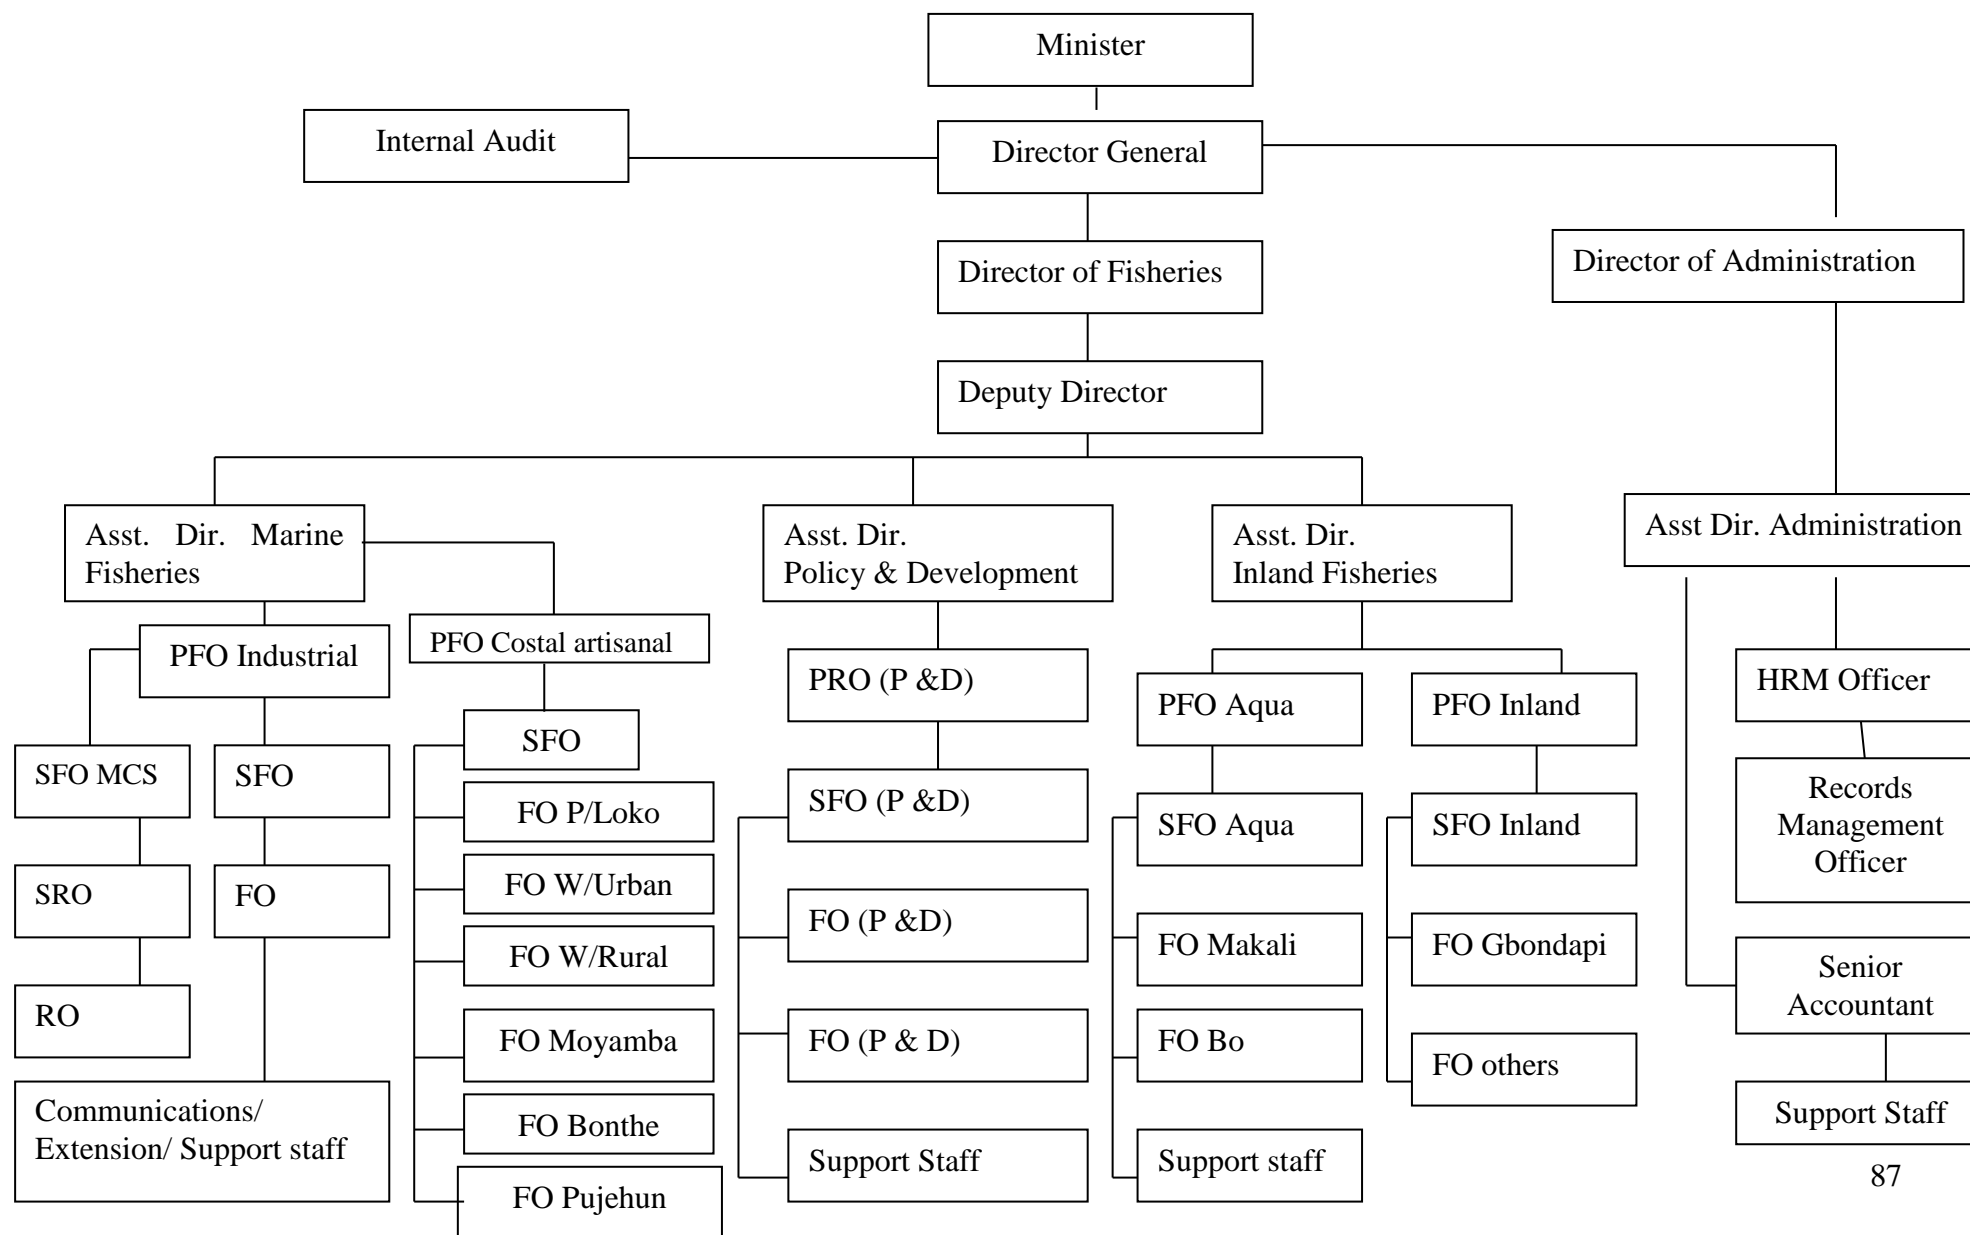 Minister
Internal Audit
Director General
Director of Fisheries
Director of Administration
Deputy Director
Asst. Dir. Marine
Fisheries
Asst. Dir.
Policy & Development
Asst. Dir.
Inland Fisheries
Asst Dir. Administration
PFO Industrial
PFO Costal artisanal
PRO (P &D)
PFO Aqua
PFO Inland
HRM Officer
SFO MCS
SFO
SFO
SFO (P &D)
SFO Aqua
SFO Inland
Records
Management
Officer
FO P/Loko
SRO
FO
FO W/Urban
FO (P &D)
FO Makali
FO Gbondapi
Senior
Accountant
FO W/Rural
RO
FO Moyamba
FO (P & D)
FO Bo
FO others
Communications/
Extension/ Support staff
FO Bonthe
Support Staff
Support Staff
Support staff
FO Pujehun
87